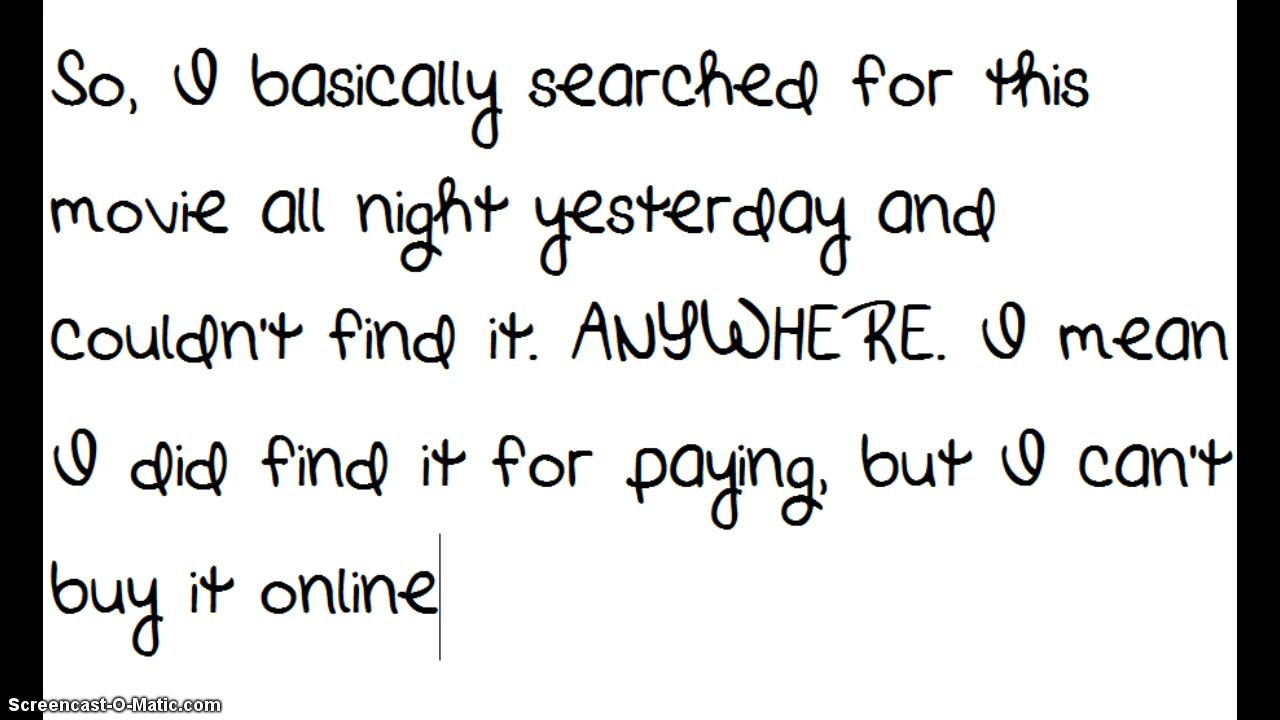 So, I basically searched for this
movie all night yesterday and
couldn't find it. ANYWHERE. I mean
I did find it for paying, but I can't
buy it online
Screencast-O-Matic.com